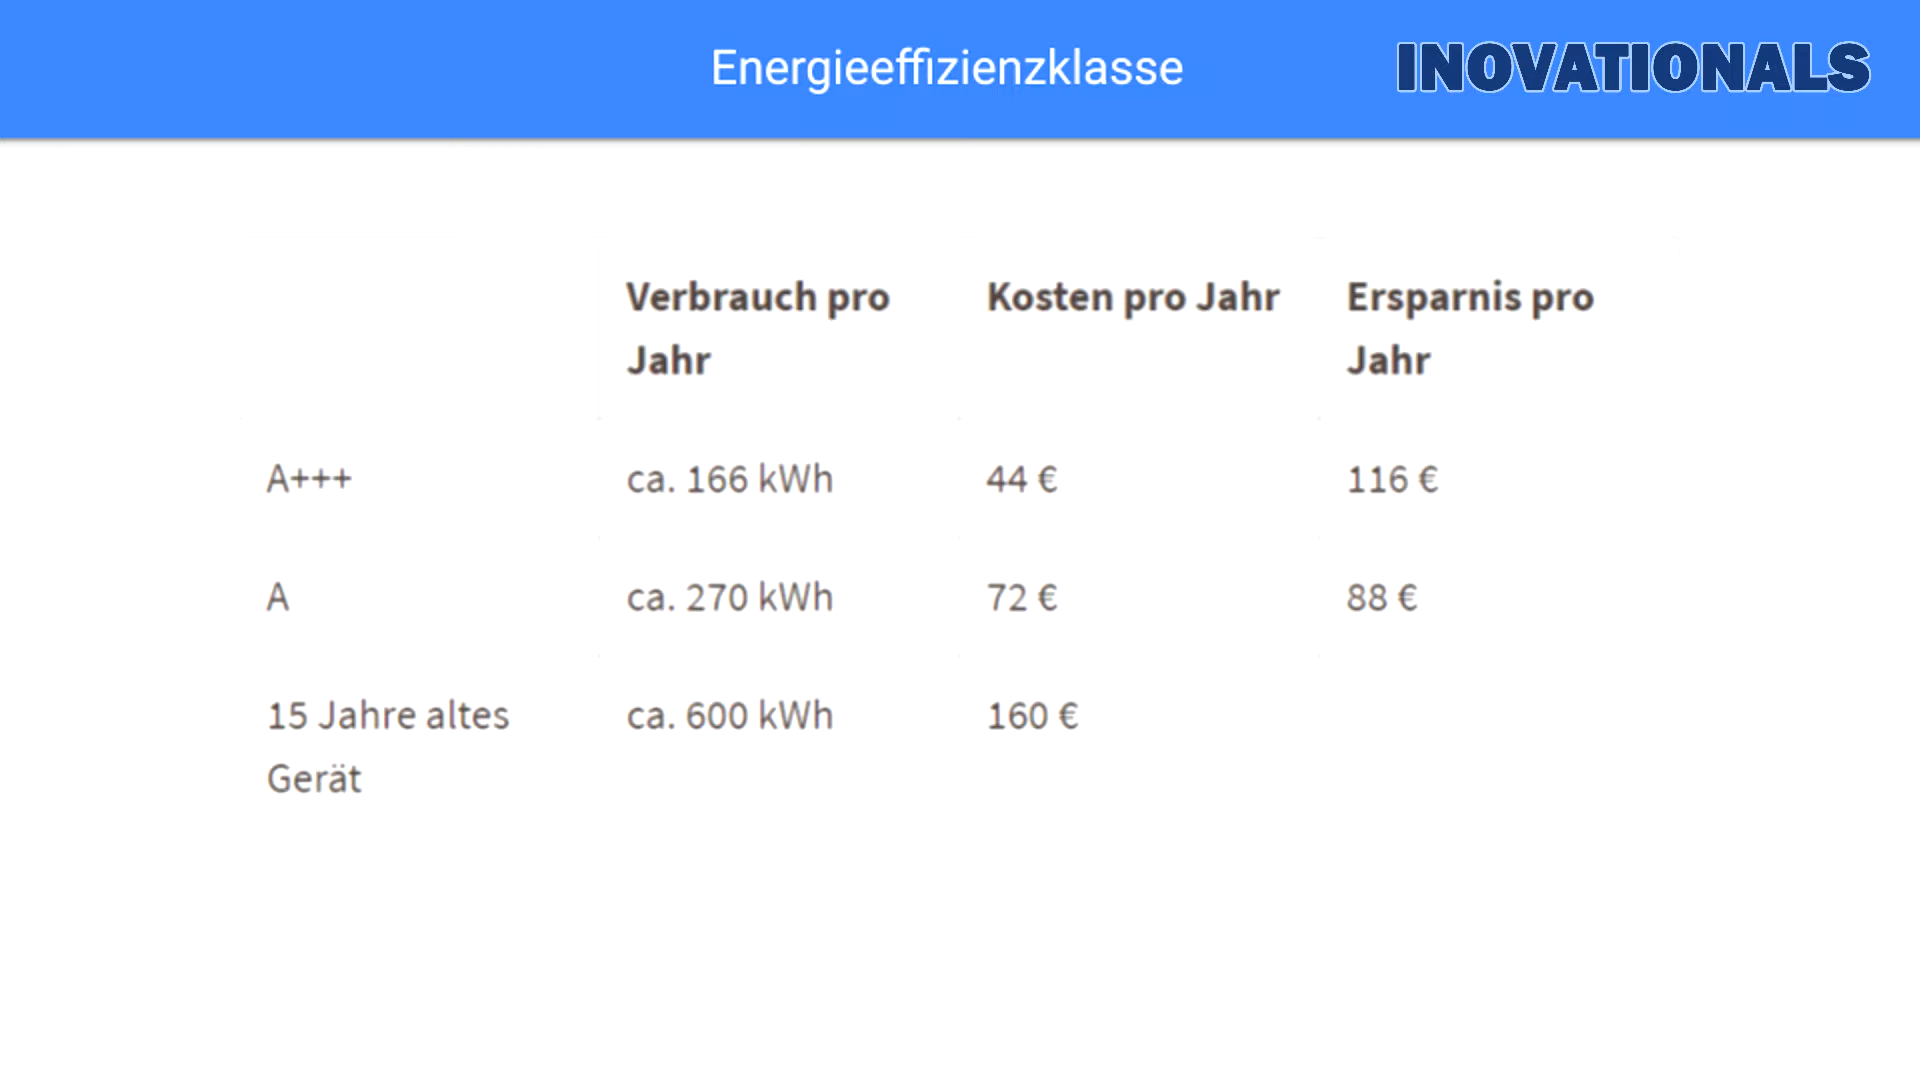 Energieeffizienzklasse
INOVATIONALS
Verbrauch pro Jahr
Kosten pro Jahr
Ersparnis pro Jahr
A+++ ca. 166 kWh 44 € 116 €
A ca. 270 kWh 72 € 88 €
15 Jahre altes Gerät ca. 600 kWh 160 €